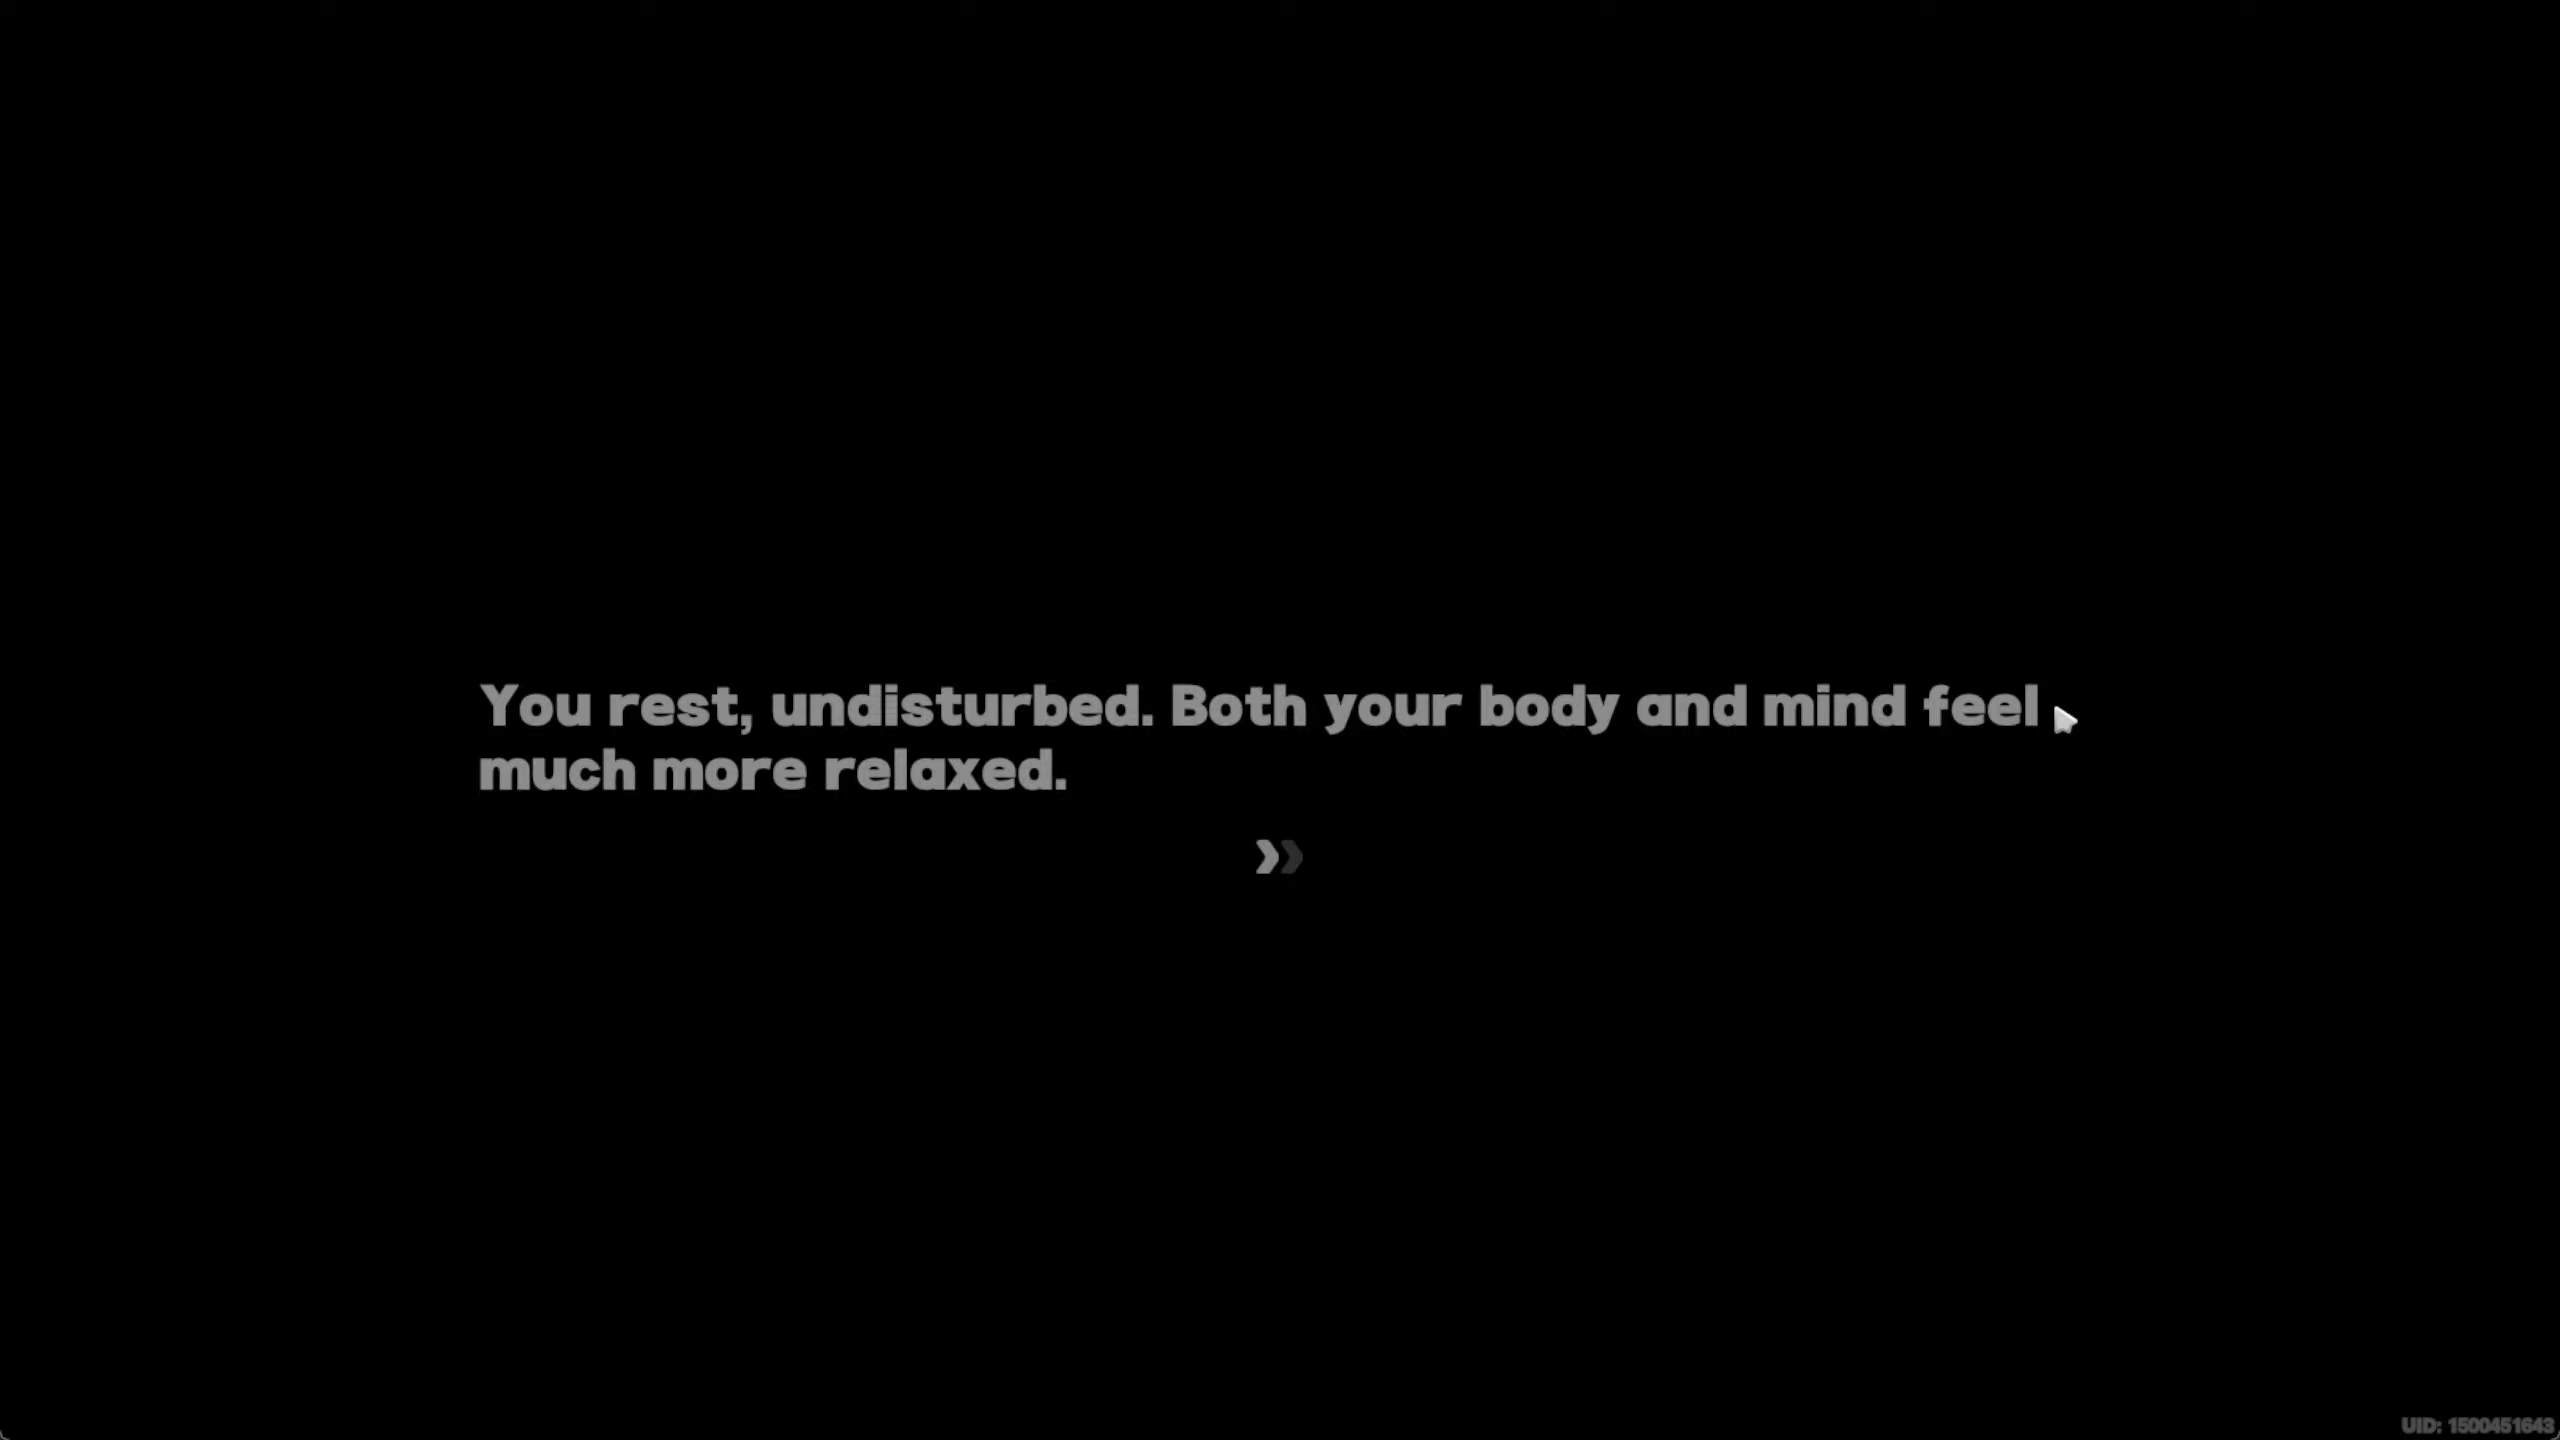 You rest, undisturbed. Both your body and mind feel
much more relaxed.
UID: 1500451643